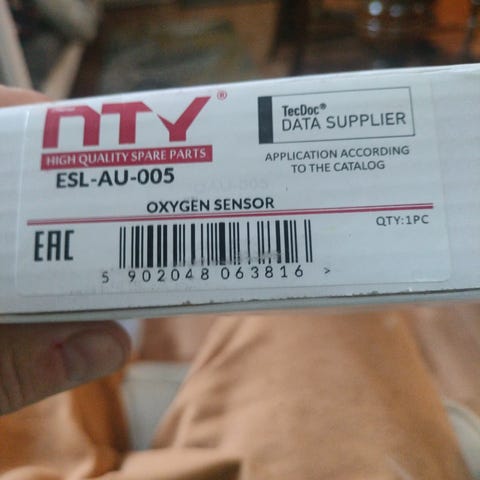 NTY®
HIGH QUALITY SPARE PARTS
ESL-AU-005
TecDoc®
DATA SUPPLIER
APPLICATION ACCORDING
TO THE CATALOG
OXYGEN SENSOR
QTY:1PC
EAC
5 902048 063816 >